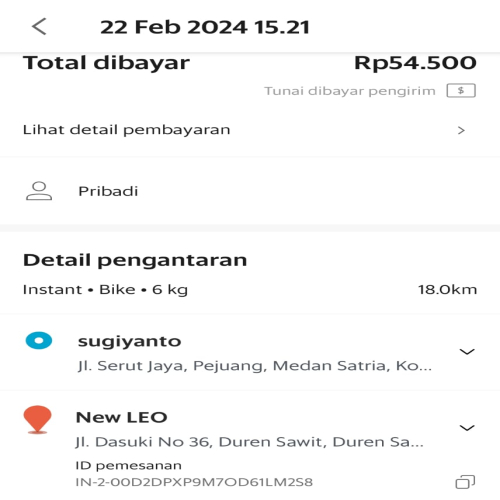 22 Feb 2024 15.21
Total dibayar Rp54.500
Tunai dibayar pengirim $
Lihat detail pembayaran >
Pribadi
Detail pengantaran
Instant • Bike • 6 kg 18.0km
sugiyanto
Jl. Serut Jaya, Pejuang, Medan Satria, Ko...
New LEO
Jl. Dasuki No 36, Duren Sawit, Duren Sa...
ID pemesanan
IN-2-00D2DPXP9M7OD61LM2S8